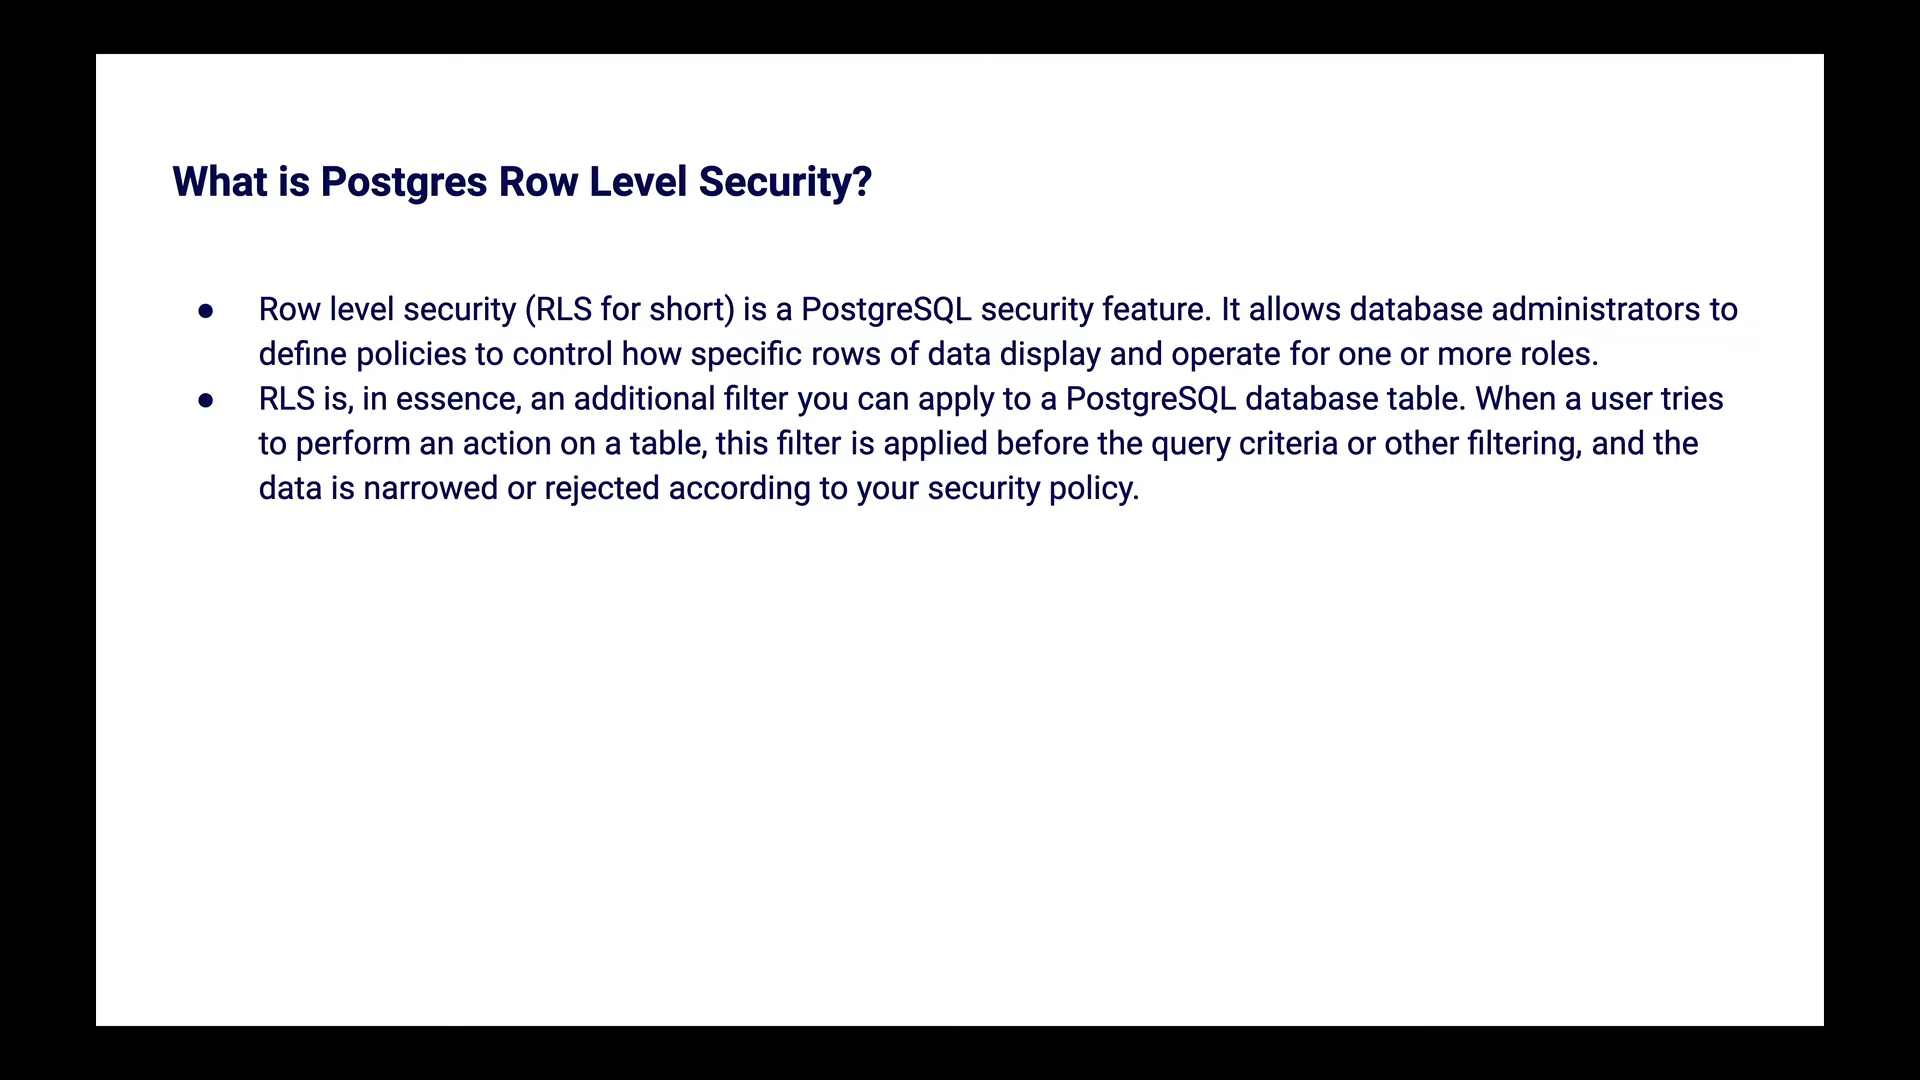 What is Postgres Row Level Security?
● Row level security (RLS for short) is a PostgreSQL security feature. It allows database administrators to
define policies to control how specific rows of data display and operate for one or more roles.
● RLS is, in essence, an additional filter you can apply to a PostgreSQL database table. When a user tries
to perform an action on a table, this filter is applied before the query criteria or other filtering, and the
data is narrowed or rejected according to your security policy.